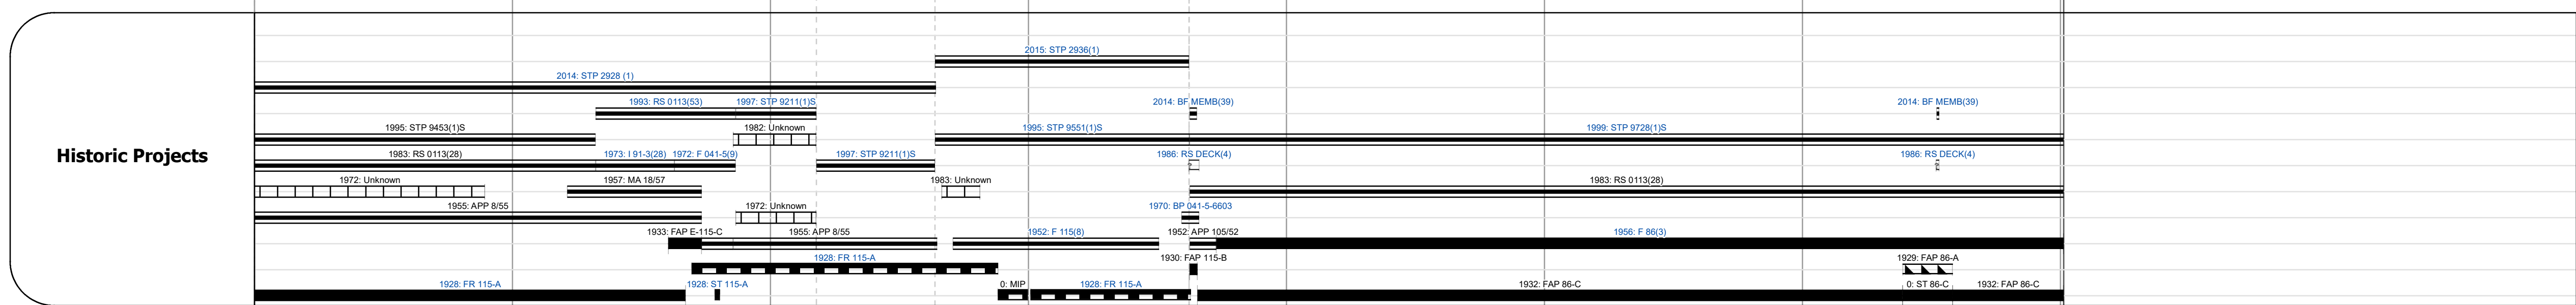 2015: STP 2936(1)
2014: STP 2928 (1)
1993: RS 0113(53) 1997: STP 9211(1)S 2014: BF MEMB(39) 2014: BF MEMB(39)
1995: STP 9453(1)S 1982: Unknown 1995: STP 9551(1)S 1999: STP 9728(1)S
Historic Projects
1983: RS 0113(28) 1973: I 91-3(28) 1972: F 041-5(9) 1997: STP 9211(1)S 1986: RS DECK(4) 1986: RS DECK(4)
1972: Unknown 1957: MA 18/57 1983: Unknown 1983: RS 0113(28)
1955: APP 8/55 1972: Unknown 1970: BP 041-5-6603
1933: FAP E-115-C 1955: APP 8/55 1952: F 115(8) 1952: APP 105/52 1956: F 86(3)
1928: FR 115-A 1930: FAP 115-B 1929: FAP 86-A
1928: FR 115-A 1928: ST 115-A 0: MIP 1928: FR 115-A 1932: FAP 86-C 0: ST 86-C 1932: FAP 86-C